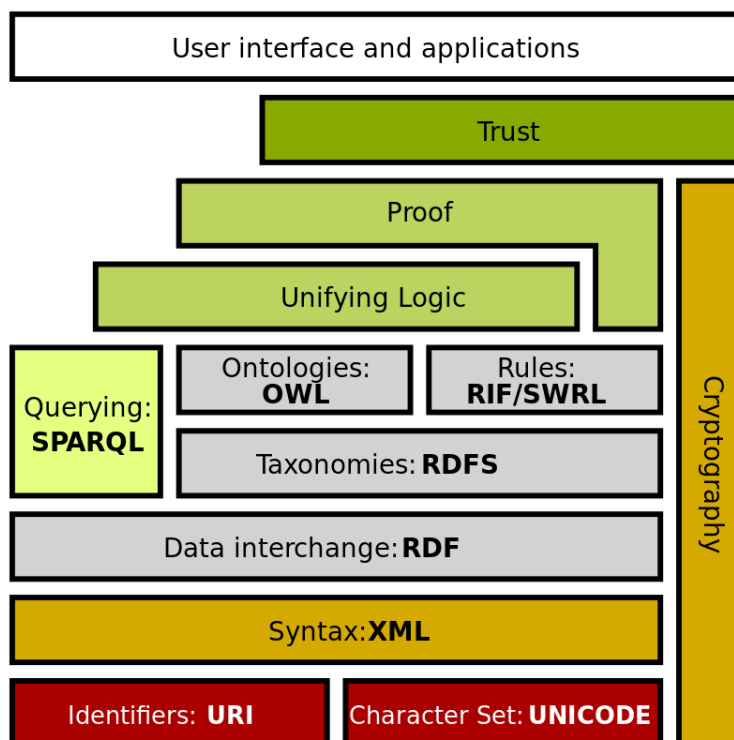 User interface and applications
Trust
Proof
Unifying Logic
Ontologies:
OWL
Rules:
RIF/SWRL
Querying:
SPARQL
Taxonomies: RDFS
Cryptography
Data interchange: RDF
Syntax: XML
Identifiers: URI
Character Set: UNICODE